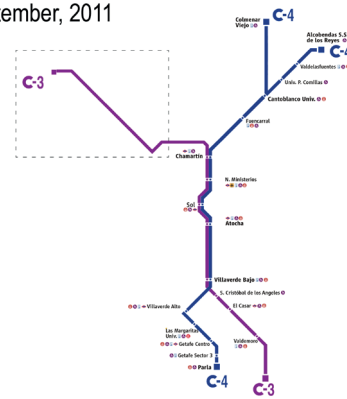 tember, 2011
C-4
Colmenar
Viejo
Alcobendas S.S.
de los Reyes
C-4
Valdelasfuentes
Univ. P. Comillas
C-3
Cantoblanco Univ.
Fuencarral
Chamartín
N. Ministerios
Sol
Atocha
Villaverde Bajo
S. Cristóbal de los Angeles
Villaverde Alto
El Casar
Las Margaritas
Univ.
Getafe Centro
Valdemoro
Getafe Sector 3
Parla
C-4
C-3